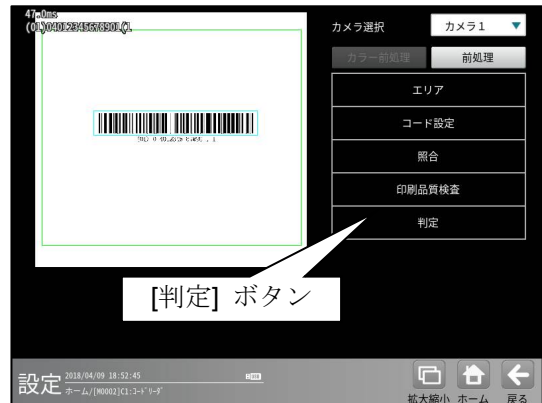 47.0ms
(01)04012345678901(1
カメラ選択
カメラ1
カラー前処理
前処理
エリア
コード設定
照合
印刷品質検査
判定
[判定] ボタン
設定
2018/04/09 18:52:45
ホーム/[M0002]C1:コードリーダ
拡大縮小
ホーム
戻る